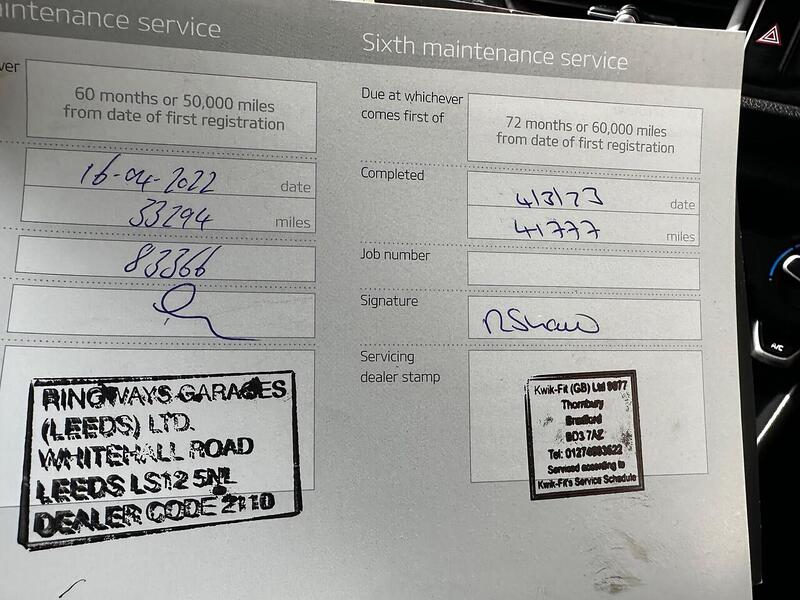 intenance service
ver
60 months or 50,000 miles
from date of first registration
16-04-2022 date
33294 miles
83366
RINGWAYS GARAGES
(LEEDS) LTD.
WHITEHALL ROAD
LEEDS LS12 5NL
DEALER CODE 2110
Sixth maintenance service
Due at whichever
comes first of
72 months or 60,000 miles
from date of first registration
Completed
4/3/23 date
41777 miles
Job number
Signature
RShaw
Servicing
dealer stamp
Kwik-Fit (GB) Ltd 9077
Thornbury
Bradford
BD3 7AZ
Tel:
Serviced according to
Kwik-Fit's Service Schedule
A/C